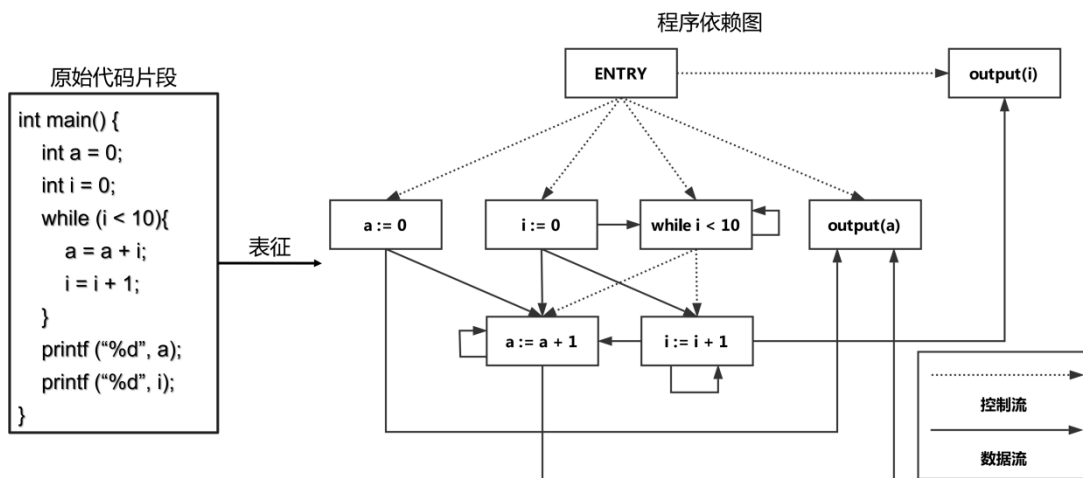 程序依赖图
原始代码片段
int main() {
int a = 0;
int i = 0;
while (i < 10){
a = a + i;
i = i + 1;
}
printf (“%d”, a);
printf (“%d”, i);
}
表征
ENTRY
output(i)
a := 0
i := 0
while i < 10
output(a)
a := a + 1
i := i + 1
控制流
数据流